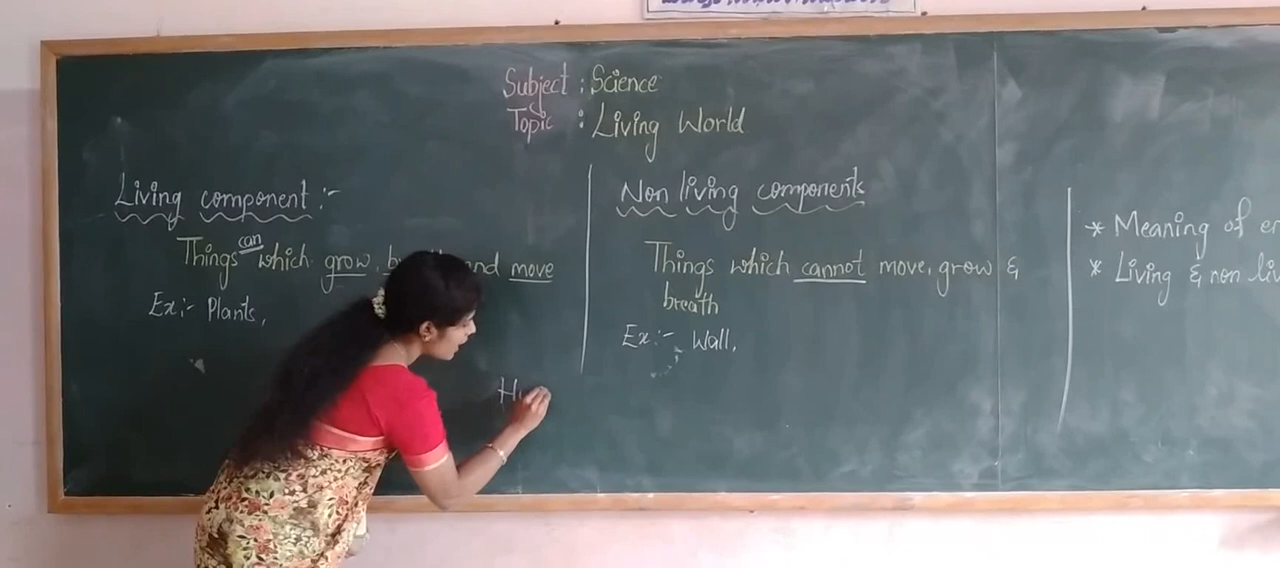 Subject : Science
Topic : Living World
Living component :-
Things can which grow, and move
Ex:- Plants,
H
Non living components
Things which cannot move, grow &
breath
Ex:- Wall,
* Meaning of
* Living & non